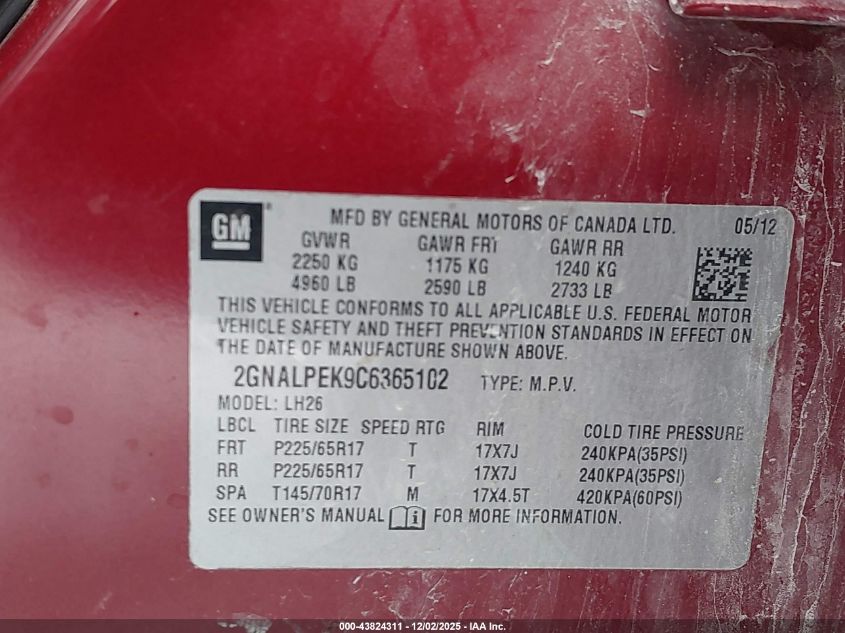 GM ® MFD BY GENERAL MOTORS OF CANADA LTD. 05/12
GVWR GAWR FRT GAWR RR
2250 KG 1175 KG 1240 KG
4960 LB 2590 LB 2733 LB
THIS VEHICLE CONFORMS TO ALL APPLICABLE U.S. FEDERAL MOTOR
VEHICLE SAFETY AND THEFT PREVENTION STANDARDS IN EFFECT ON
THE DATE OF MANUFACTURE SHOWN ABOVE.
2GNALPEK9C6365102 TYPE: M.P.V.
MODEL: LH26
LBCL TIRE SIZE SPEED RTG RIM COLD TIRE PRESSURE
FRT P225/65R17 T 17X7J 240KPA(35PSI)
RR P225/65R17 T 17X7J 240KPA(35PSI)
SPA T145/70R17 M 17X4.5T 420KPA(60PSI)
SEE OWNER'S MANUAL i FOR MORE INFORMATION.
000-43824311 - 12/02/2025 - IAA Inc.